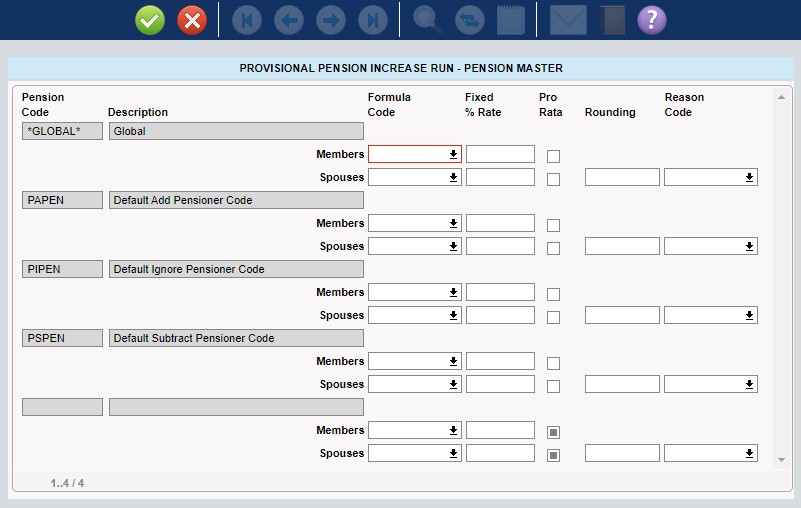 ?
PROVISIONAL PENSION INCREASE RUN - PENSION MASTER
Pension Formula Fixed Pro Reason
Code Description Code % Rate Rata Rounding Code
*GLOBAL* Global
Members
Spouses
PAPEN Default Add Pensioner Code
Members
Spouses
PIPEN Default Ignore Pensioner Code
Members
Spouses
PSPEN Default Subtract Pensioner Code
Members
Spouses
Members
Spouses
1..4 / 4